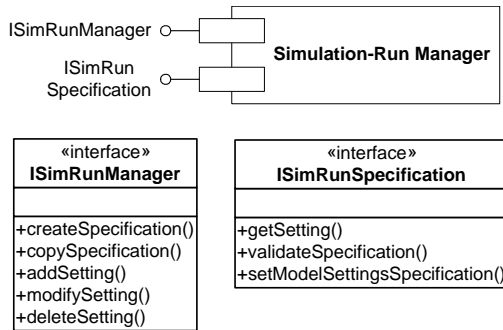 ISimRunManager
ISimRun
Specification
Simulation-Run Manager
«interface»
ISimRunManager
+createSpecification()
+copySpecification()
+addSetting()
+modifySetting()
+deleteSetting()
«interface»
ISimRunSpecification
+getSetting()
+validateSpecification()
+setModelSettingsSpecification()